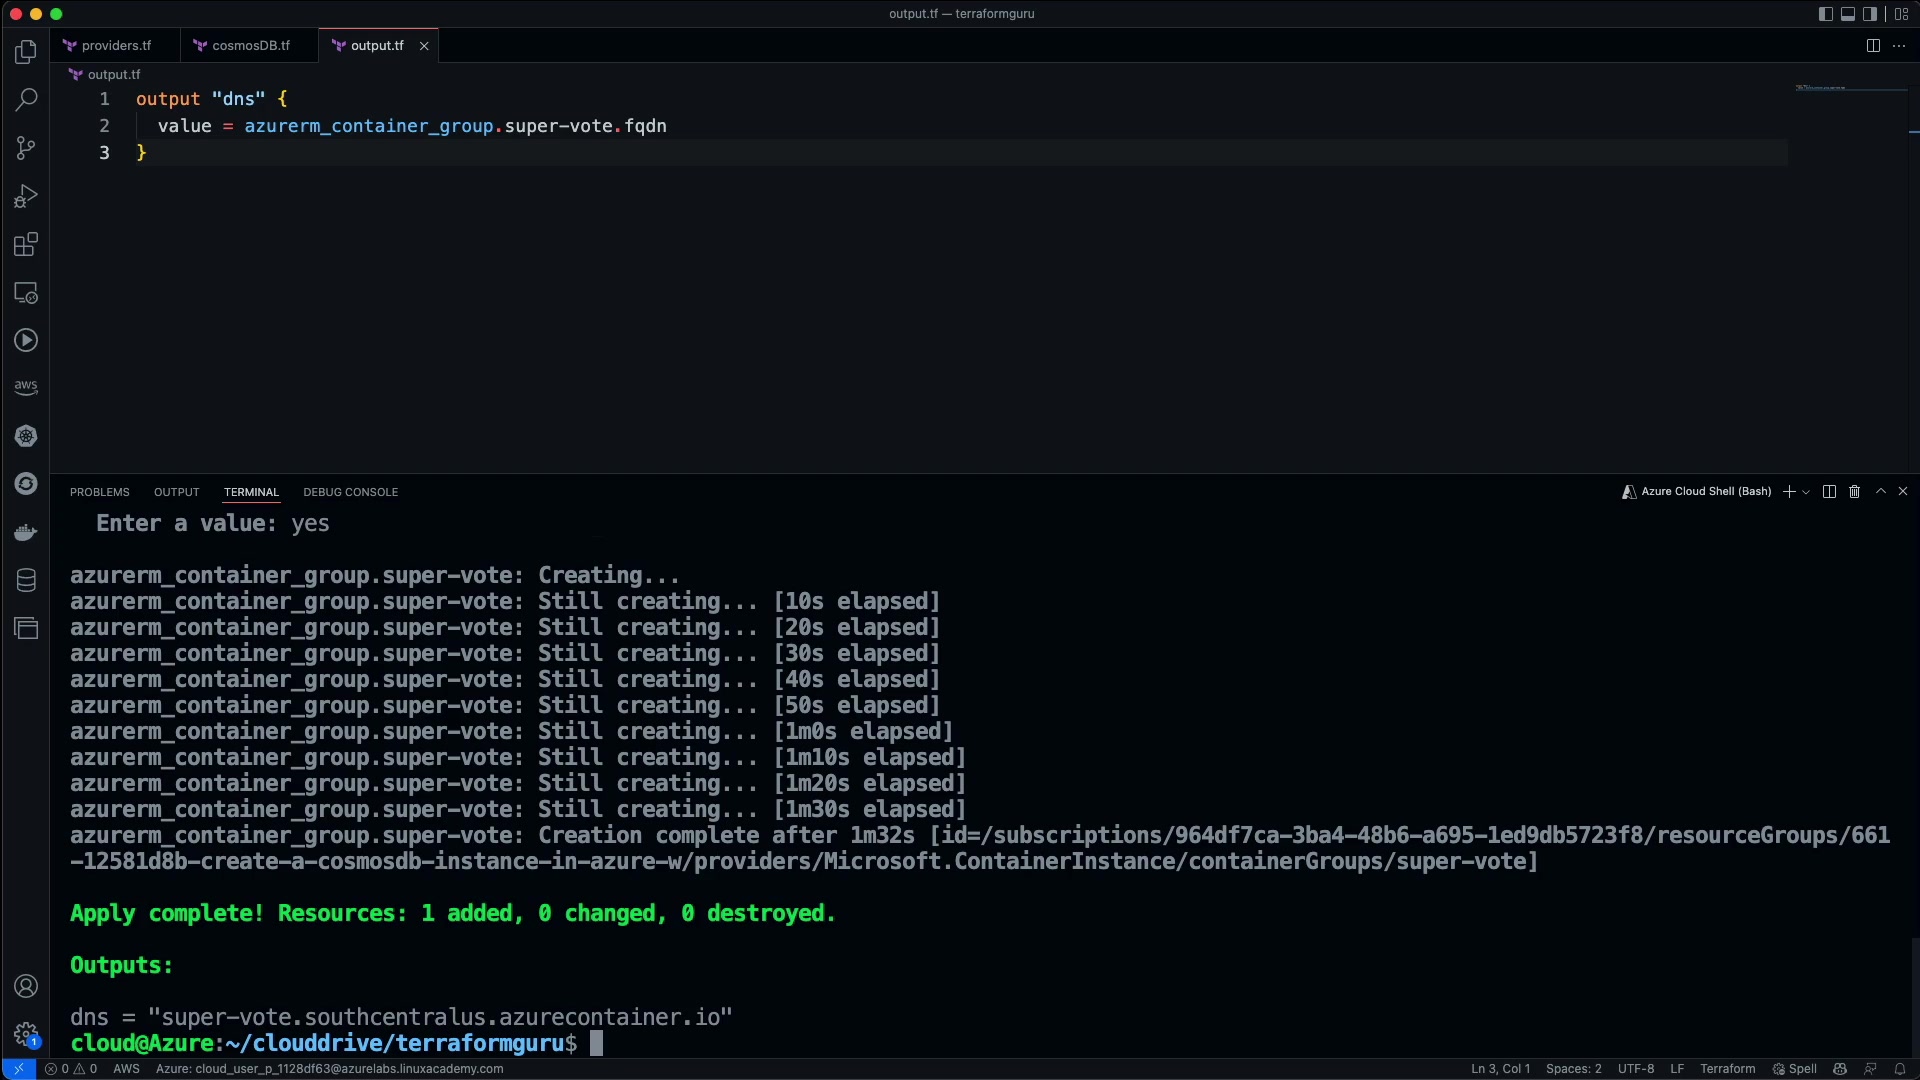 output.tf — terraformguru
providers.tf
cosmosDB.tf
output.tf
output.tf
1 output "dns" {
2 value = azurerm_container_group.super-vote.fqdn
3 }
aws
PROBLEMS OUTPUT TERMINAL DEBUG CONSOLE
Azure Cloud Shell (Bash)
Enter a value: yes
azurerm_container_group.super-vote: Creating...
azurerm_container_group.super-vote: Still creating... [10s elapsed]
azurerm_container_group.super-vote: Still creating... [20s elapsed]
azurerm_container_group.super-vote: Still creating... [30s elapsed]
azurerm_container_group.super-vote: Still creating... [40s elapsed]
azurerm_container_group.super-vote: Still creating... [50s elapsed]
azurerm_container_group.super-vote: Still creating... [1m0s elapsed]
azurerm_container_group.super-vote: Still creating... [1m10s elapsed]
azurerm_container_group.super-vote: Still creating... [1m20s elapsed]
azurerm_container_group.super-vote: Still creating... [1m30s elapsed]
azurerm_container_group.super-vote: Creation complete after 1m32s [id=/subscriptions/964df7ca-3ba4-48b6-a695-1ed9db5723f8/resourceGroups/661
-12581d8b-create-a-cosmosdb-instance-in-azure-w/providers/Microsoft.ContainerInstance/containerGroups/super-vote]
Apply complete! Resources: 1 added, 0 changed, 0 destroyed.
Outputs:
dns = "super-vote.southcentralus.azurecontainer.io"
cloud@Azure:~/clouddrive/terraformguru$
1
0 0 AWS Azure: cloud_user_p_1128df63@azurelabs.linuxacademy.com
Ln 3, Col 1 Spaces: 2 UTF-8 LF Terraform Spell